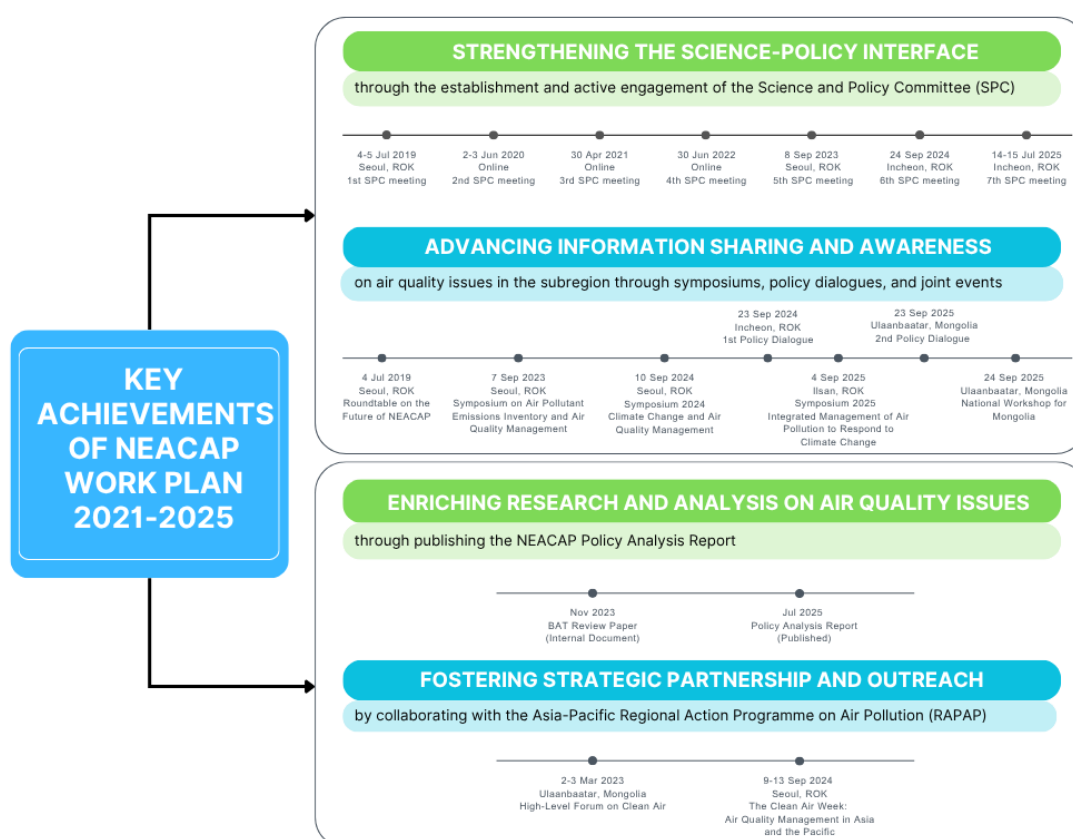 KEY
ACHIEVEMENTS
OF NEACAP
WORK PLAN
2021-2025
STRENGTHENING THE SCIENCE-POLICY INTERFACE
through the establishment and active engagement of the Science and Policy Committee (SPC)
4-5 Jul 2019
Seoul, ROK
1st SPC meeting
2-3 Jun 2020
Online
2nd SPC meeting
30 Apr 2021
Online
3rd SPC meeting
30 Jun 2022
Online
4th SPC meeting
8 Sep 2023
Seoul, ROK
5th SPC meeting
24 Sep 2024
Incheon, ROK
6th SPC meeting
14-15 Jul 2025
Incheon, ROK
7th SPC meeting
ADVANCING INFORMATION SHARING AND AWARENESS
on air quality issues in the subregion through symposiums, policy dialogues, and joint events
4 Jul 2019
Seoul, ROK
Roundtable on the
Future of NEACAP
7 Sep 2023
Seoul, ROK
Symposium on Air Pollutant
Emissions Inventory and Air
Quality Management
10 Sep 2024
Seoul, ROK
Symposium 2024
Climate Change and Air
Quality Management
23 Sep 2024
Incheon, ROK
1st Policy Dialogue
4 Sep 2025
Ilsan, ROK
Symposium 2025
Integrated Management of Air
Pollution to Respond to
Climate Change
23 Sep 2025
Ulaanbaatar, Mongolia
2nd Policy Dialogue
24 Sep 2025
Ulaanbaatar, Mongolia
National Workshop for
Mongolia
ENRICHING RESEARCH AND ANALYSIS ON AIR QUALITY ISSUES
through publishing the NEACAP Policy Analysis Report
Nov 2023
BAT Review Paper
(Internal Document)
Jul 2025
Policy Analysis Report
(Published)
FOSTERING STRATEGIC PARTNERSHIP AND OUTREACH
by collaborating with the Asia-Pacific Regional Action Programme on Air Pollution (RAPAP)
2-3 Mar 2023
Ulaanbaatar, Mongolia
High-Level Forum on Clean Air
9-13 Sep 2024
Seoul, ROK
The Clean Air Week:
Air Quality Management in Asia
and the Pacific